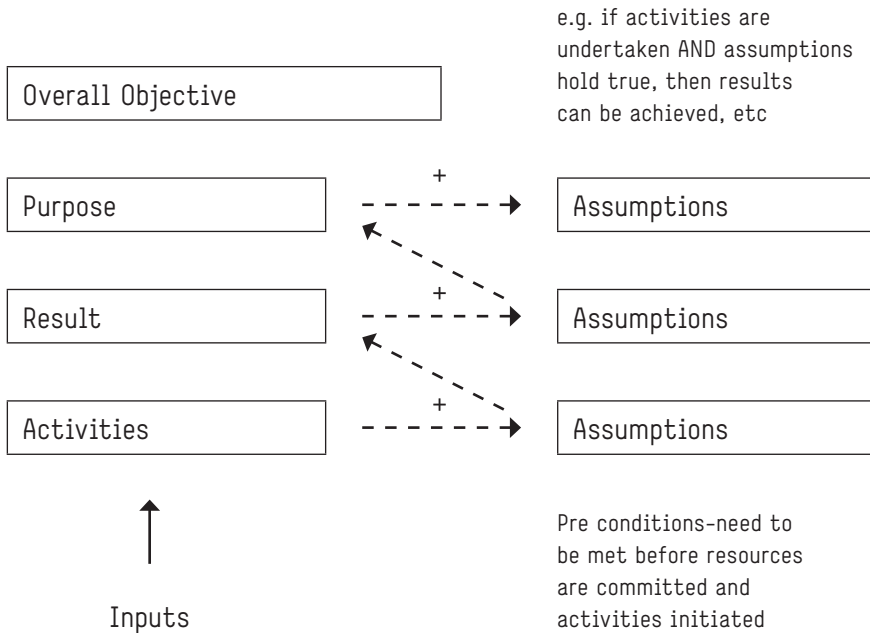 e.g. if activities are
undertaken AND assumptions
hold true, then results
can be achieved, etc
Overall Objective
+
Purpose
Assumptions
+
Result
Assumptions
+
Activities
Assumptions
Pre conditions-need to
be met before resources
are committed and
activities initiated
Inputs